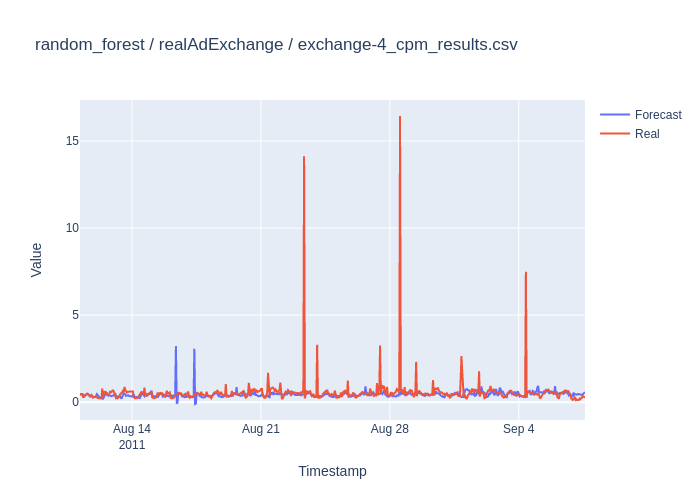 random_forest / realAdExchange / exchange-4_cpm_results.csv
Forecast
Real
15
10
5
0
Value
Aug 14
2011
Aug 21
Aug 28
Sep 4
Timestamp